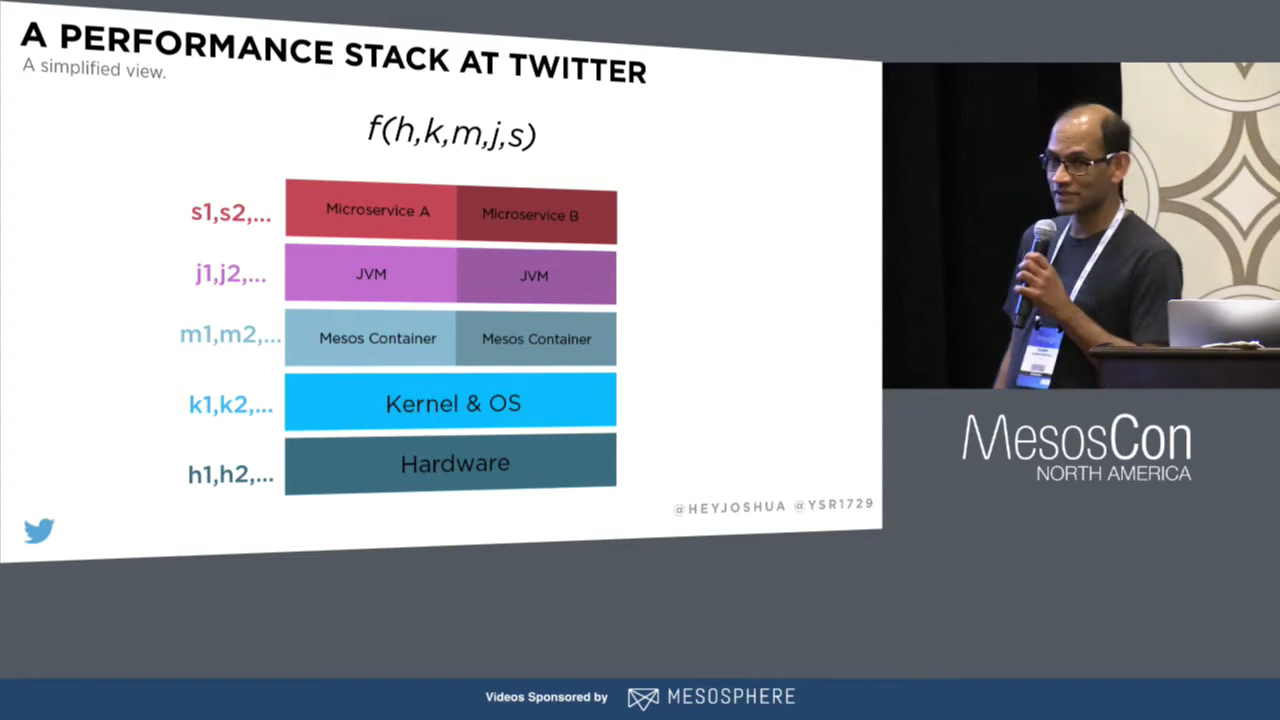 A PERFORMANCE STACK AT TWITTER
A simplified view.
f(h,k,m,j,s)
s1,s2,... Microservice A Microservice B
j1,j2,... JVM JVM
m1,m2,... Mesos Container Mesos Container
k1,k2,... Kernel & OS
h1,h2,... Hardware
@HEYJOSHUA @YSR1729
MesosCon
NORTH AMERICA
Videos Sponsored by MESOSPHERE